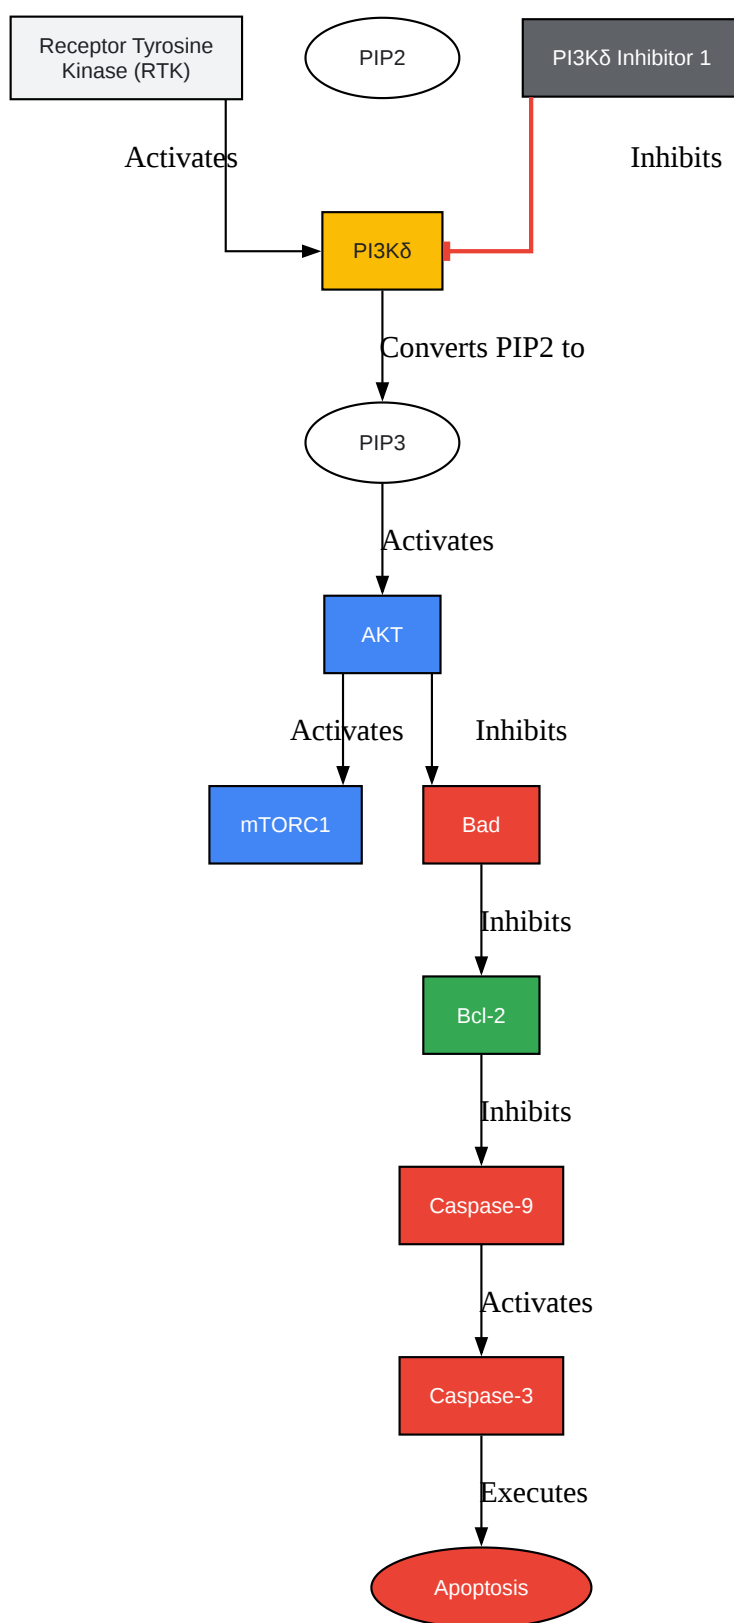 Receptor Tyrosine
Kinase (RTK)
PIP2
PI3Kδ Inhibitor 1
Activates
Inhibits
PI3Kδ
Converts PIP2 to
PIP3
Activates
AKT
Activates
Inhibits
mTORC1
Bad
Inhibits
Bcl-2
Inhibits
Caspase-9
Activates
Caspase-3
Executes
Apoptosis